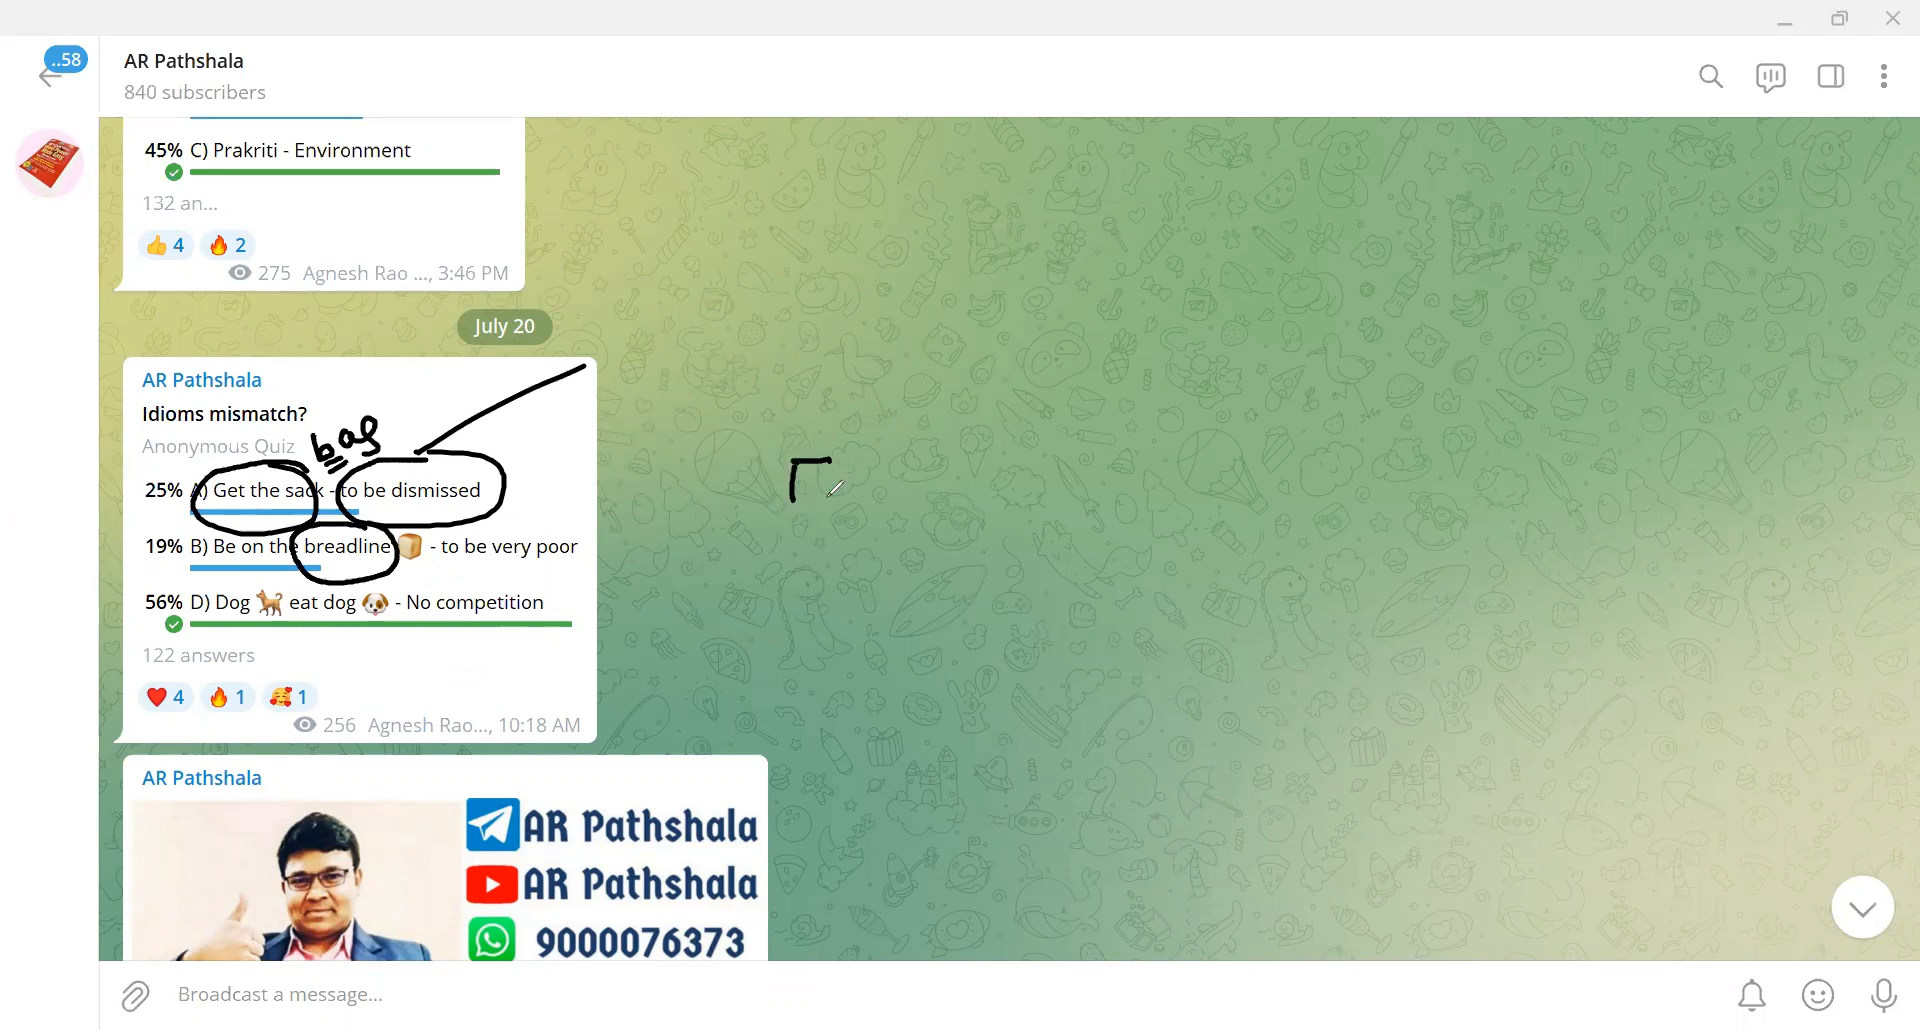 ..58
AR Pathshala
840 subscribers
45% C) Prakriti - Environment
132 an...
4 2
275 Agnesh Rao ..., 3:46 PM
July 20
AR Pathshala
Idioms mismatch?
Anonymous Quiz
bag
25% A) Get the sack - to be dismissed
19% B) Be on the breadline 🍞 - to be very poor
56% D) Dog 🐕 eat dog 🐶 - No competition
122 answers
4 1 1
256 Agnesh Rao..., 10:18 AM
AR Pathshala
AR Pathshala
AR Pathshala
9000076373
Broadcast a message...